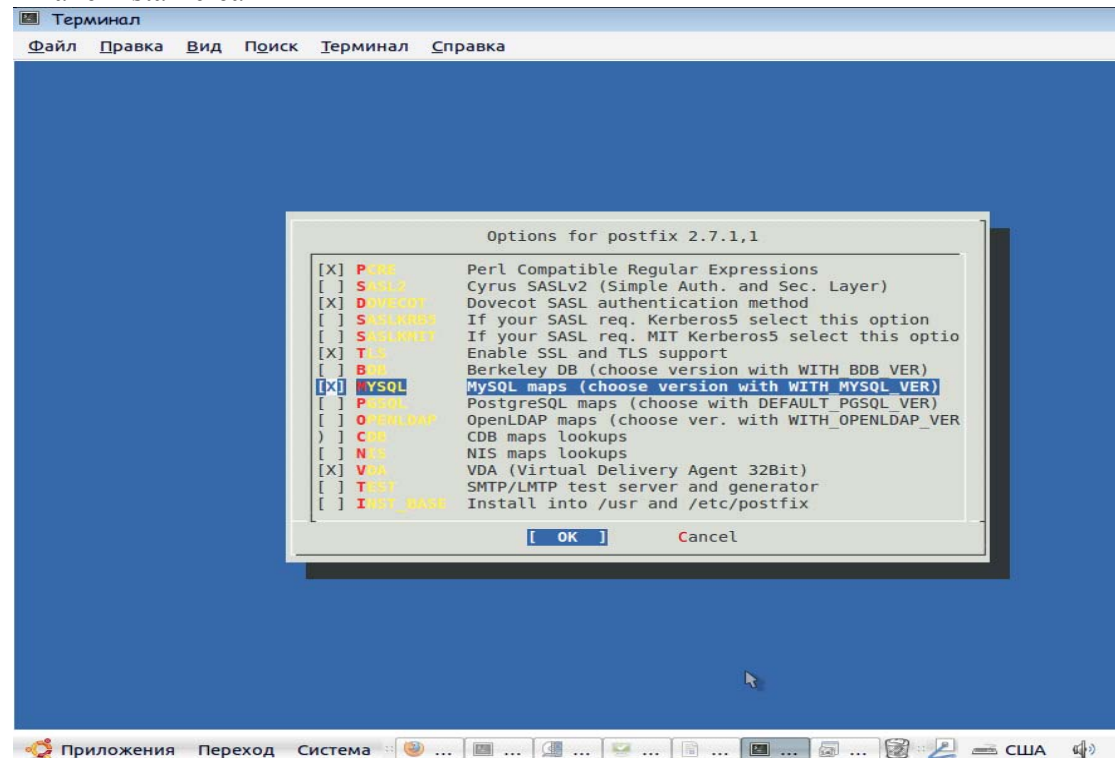 Терминал
Файл Правка Вид Поиск Терминал Справка
Options for postfix 2.7.1,1
[X] PCRE Perl Compatible Regular Expressions
[ ] SASL2 Cyrus SASLv2 (Simple Auth. and Sec. Layer)
[X] DOVECOT Dovecot SASL authentication method
[ ] SASLKRB5 If your SASL req. Kerberos5 select this option
[ ] SASLKMIT If your SASL req. MIT Kerberos5 select this optio
[X] TLS Enable SSL and TLS support
[ ] BDB Berkeley DB (choose version with WITH_BDB_VER)
[X] MYSQL MySQL maps (choose version with WITH_MYSQL_VER)
[ ] PGSQL PostgreSQL maps (choose with DEFAULT_PGSQL_VER)
[ ] OPENLDAP OpenLDAP maps (choose ver. with WITH_OPENLDAP_VER
) ] CDB CDB maps lookups
[ ] NIS NIS maps lookups
[X] VDA VDA (Virtual Delivery Agent 32Bit)
[ ] TEST SMTP/LMTP test server and generator
[ ] INST_BASE Install into /usr and /etc/postfix
[ OK ] Cancel
Приложения Переход Система ... ... ... ... ... ... ... США